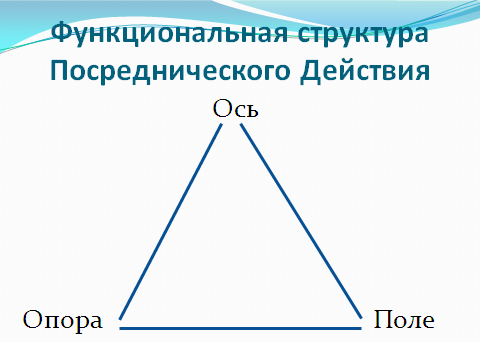 Функциональная структура
Посреднического Действия
Ось
Опора
Поле